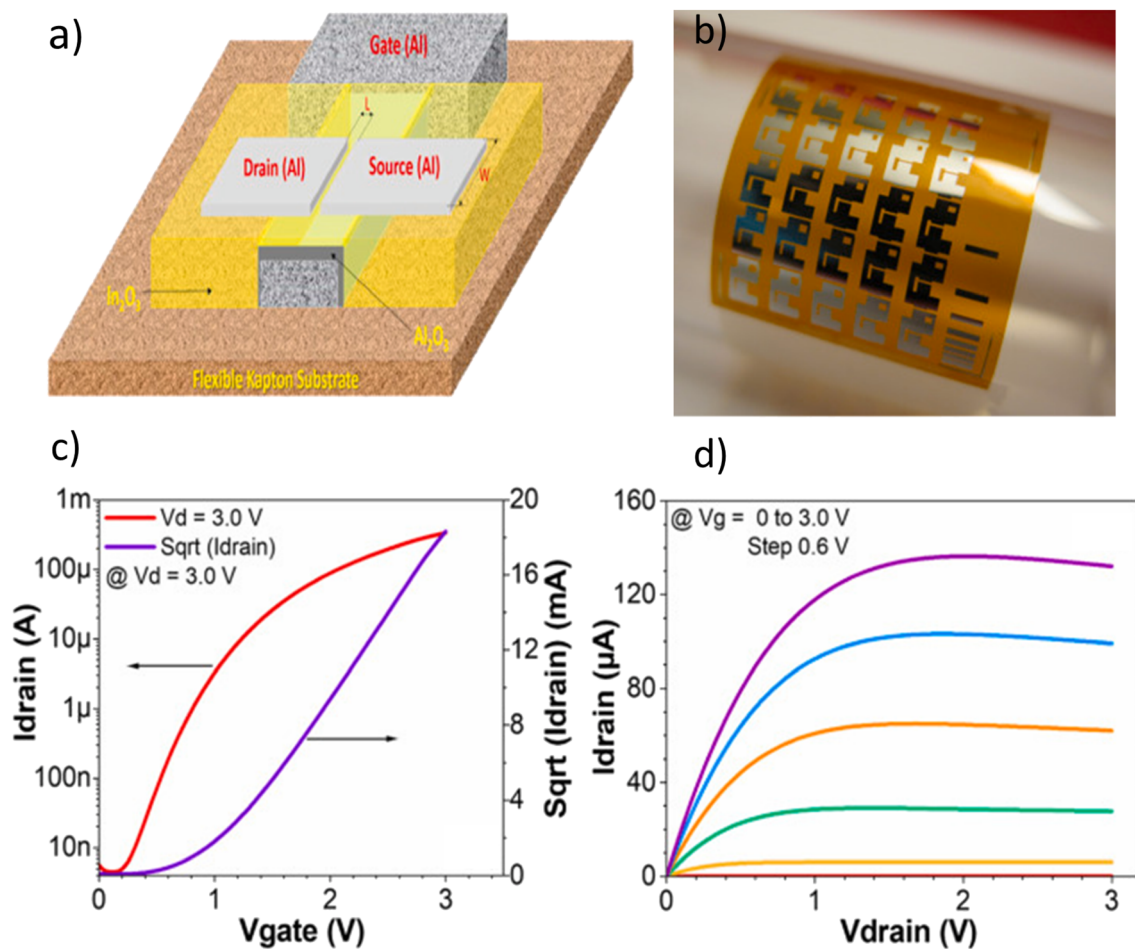 a)
Gate (Al)
L
Drain (Al)
Source (Al)
W
In₂O₃
Al₂O₃
Flexible Kapton Substrate
b)
c)
1m
100µ
10µ
1µ
100n
10n
Idrain (A)
Vd = 3.0 V
Sqrt (Idrain)
@ Vd = 3.0 V
20
16
12
8
4
0
Sqrt (Idrain) (mA)
0 1 2 3
Vgate (V)
d)
160
120
80
40
0
Idrain (µA)
@ Vg = 0 to 3.0 V
Step 0.6 V
0 1 2 3
Vdrain (V)